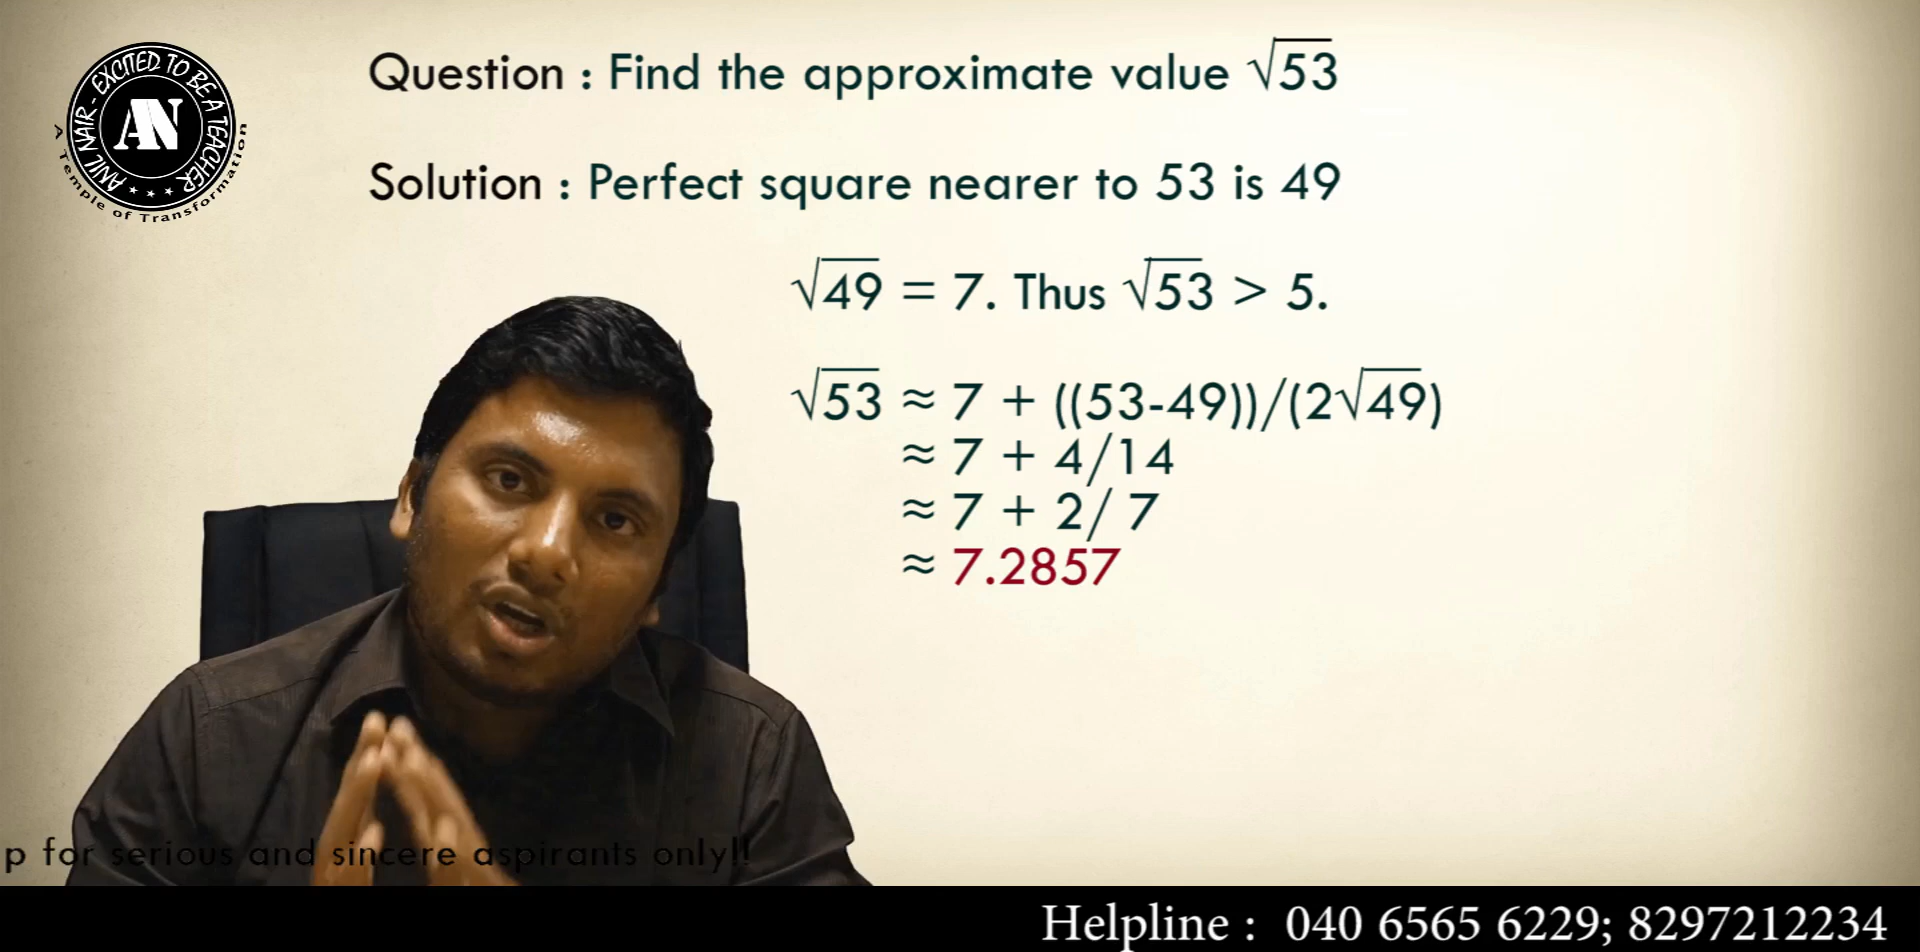 ANIL NAIR - EXCITED TO BE A TEACHER
AN
A Temple of Transformation
Question : Find the approximate value √53
Solution : Perfect square nearer to 53 is 49
√49 = 7. Thus √53 > 5.
√53 ≈ 7 + ((53-49))/(2√49)
≈ 7 + 4/14
≈ 7 + 2/ 7
≈ 7.2857
p for serious and sincere aspirants only!!
Helpline : 040 6565 6229; 8297212234